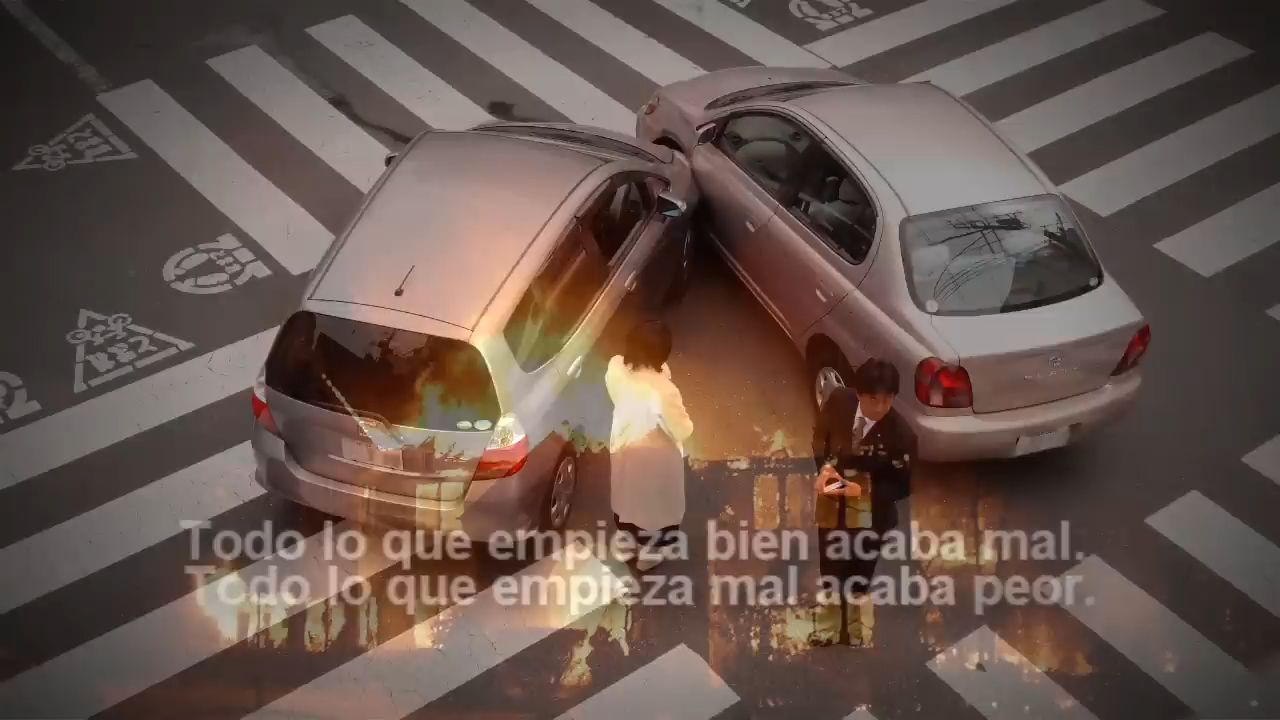 Todo lo que empieza bien acaba mal.
Todo lo que empieza mal acaba peor.